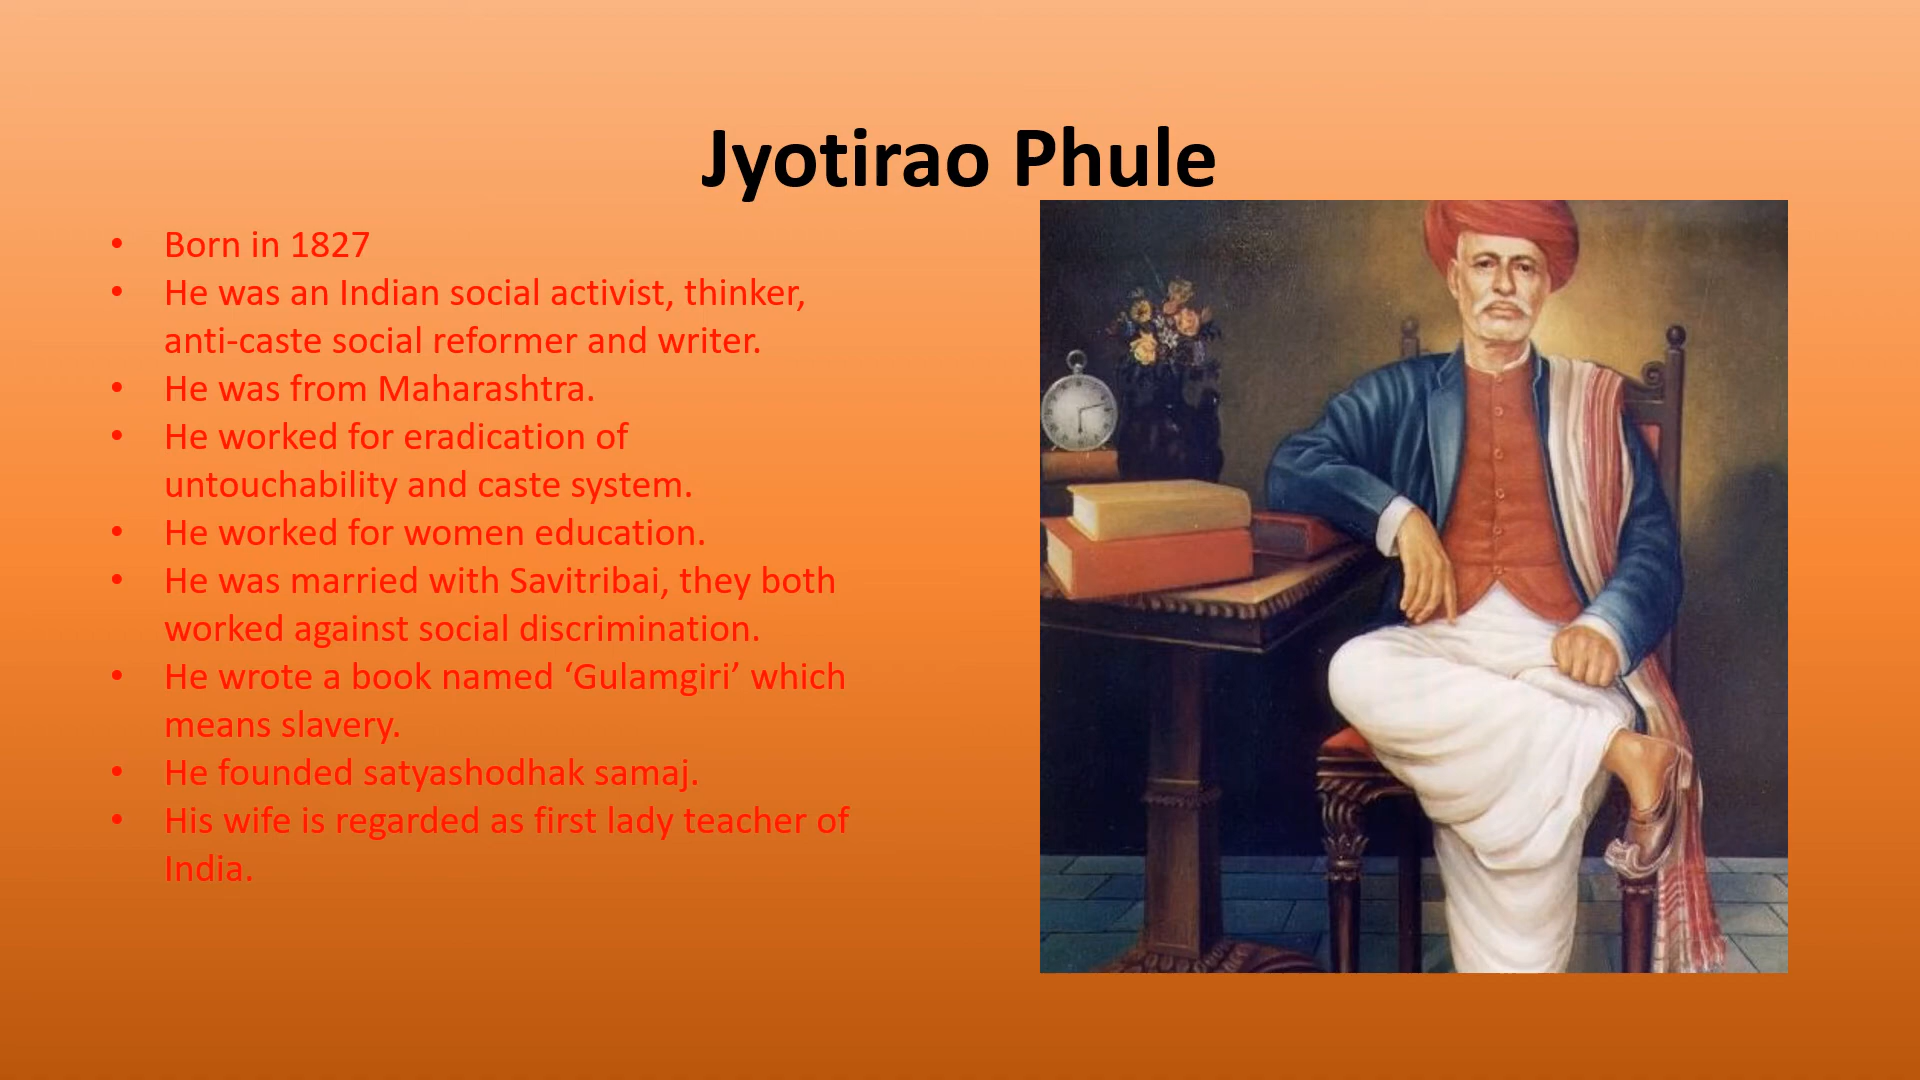 Jyotirao Phule
• Born in 1827
• He was an Indian social activist, thinker,
anti-caste social reformer and writer.
• He was from Maharashtra.
• He worked for eradication of
untouchability and caste system.
• He worked for women education.
• He was married with Savitribai, they both
worked against social discrimination.
• He wrote a book named ‘Gulamgiri’ which
means slavery.
• He founded satyashodhak samaj.
• His wife is regarded as first lady teacher of
India.